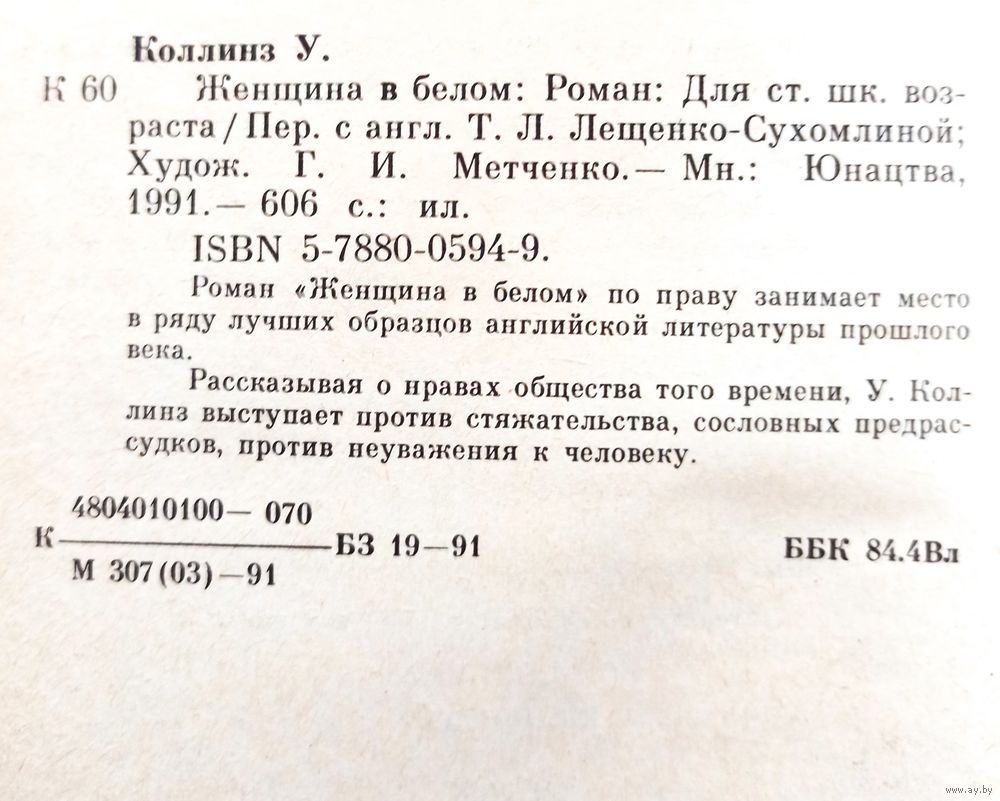 Коллинз У.
К 60 Женщина в белом: Роман: Для ст. шк. воз-
раста / Пер. с англ. Т. Л. Лещенко-Сухомлиной;
Худож. Г. И. Метченко.— Мн.: Юнацтва,
1991.— 606 с.: ил.
ISBN 5-7880-0594-9.
Роман «Женщина в белом» по праву занимает место
в ряду лучших образцов английской литературы прошлого
века.
Рассказывая о нравах общества того времени, У. Кол-
линз выступает против стяжательства, сословных предрас-
судков, против неуважения к человеку.
4804010100— 070
К БЗ 19—91 ББК 84.4Вл
М 307(03)—91
www.ay.by